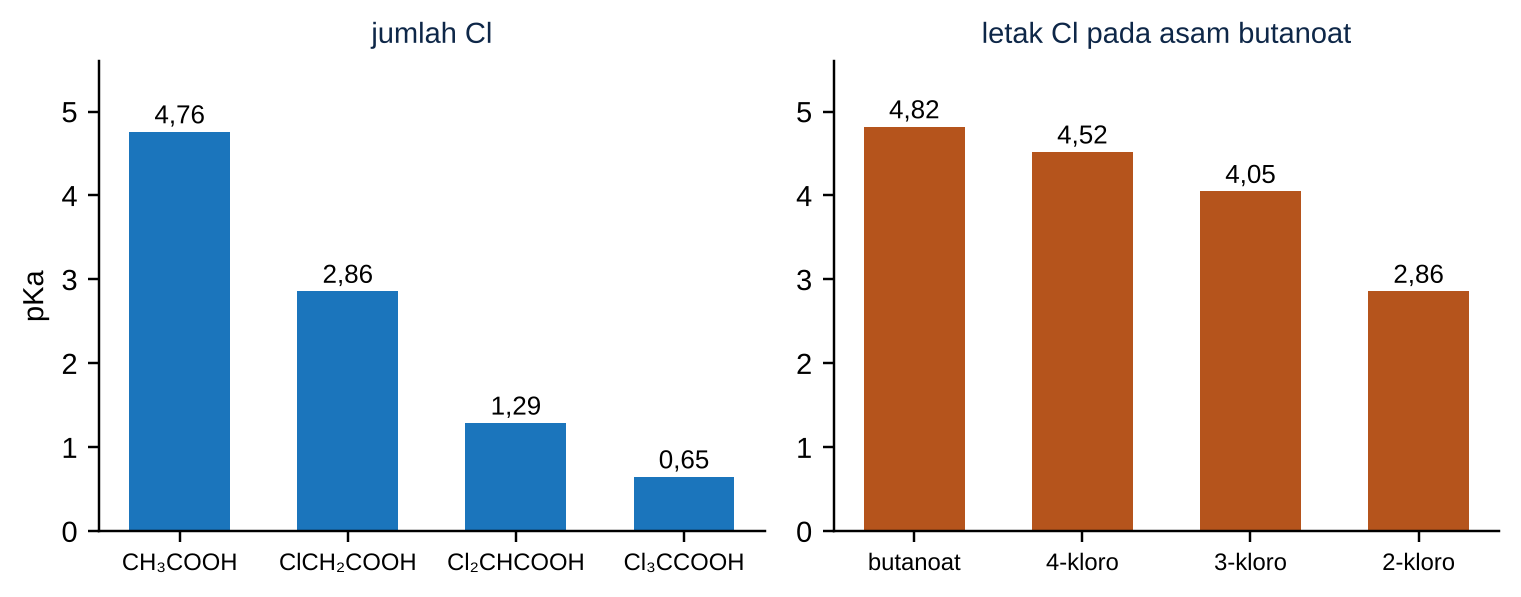 jumlah Cl
pKa
5
4
3
2
1
0
4,76
2,86
1,29
0,65
CH₃COOH
ClCH₂COOH
Cl₂CHCOOH
Cl₃CCOOH
letak Cl pada asam butanoat
5
4
3
2
1
0
4,82
4,52
4,05
2,86
butanoat
4-kloro
3-kloro
2-kloro